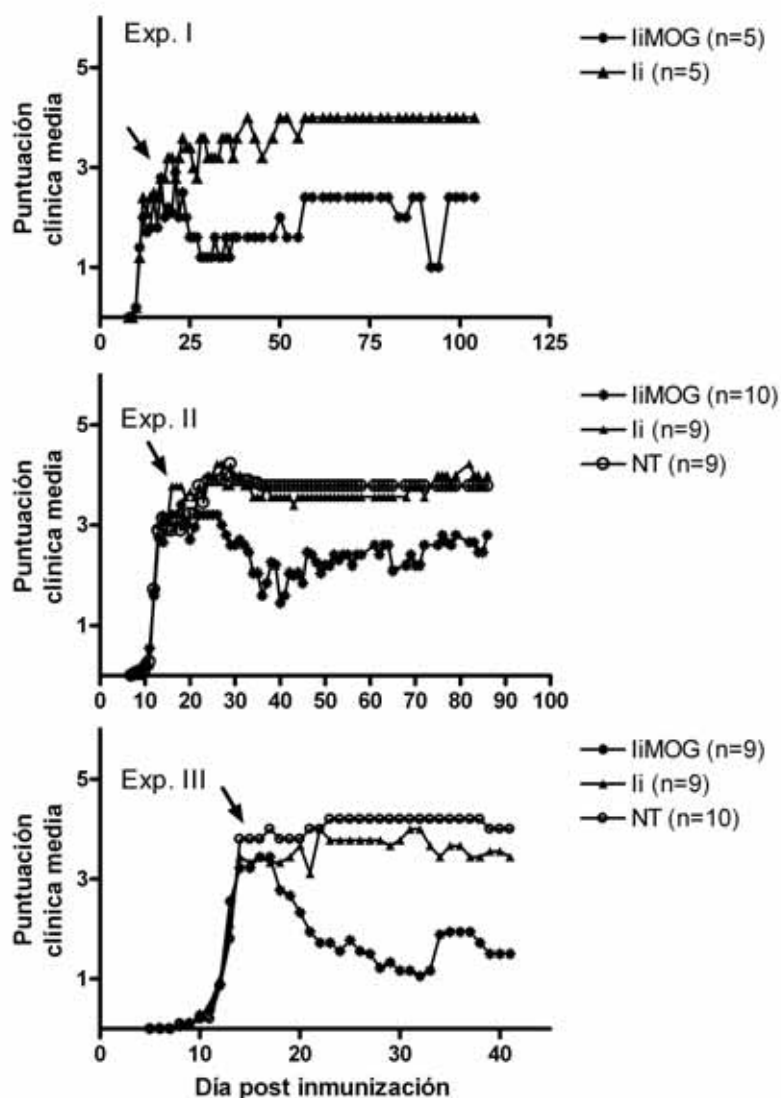 Exp. I
IiMOG (n=5)
Ii (n=5)
Puntuación
clínica media
5
3
1
0 25 50 75 100 125
Exp. II
IiMOG (n=10)
Ii (n=9)
NT (n=9)
Puntuación
clínica media
5
3
1
0 10 20 30 40 50 60 70 80 90 100
Exp. III
IiMOG (n=9)
Ii (n=9)
NT (n=10)
Puntuación
clínica media
5
3
1
0 10 20 30 40
Día post inmunización